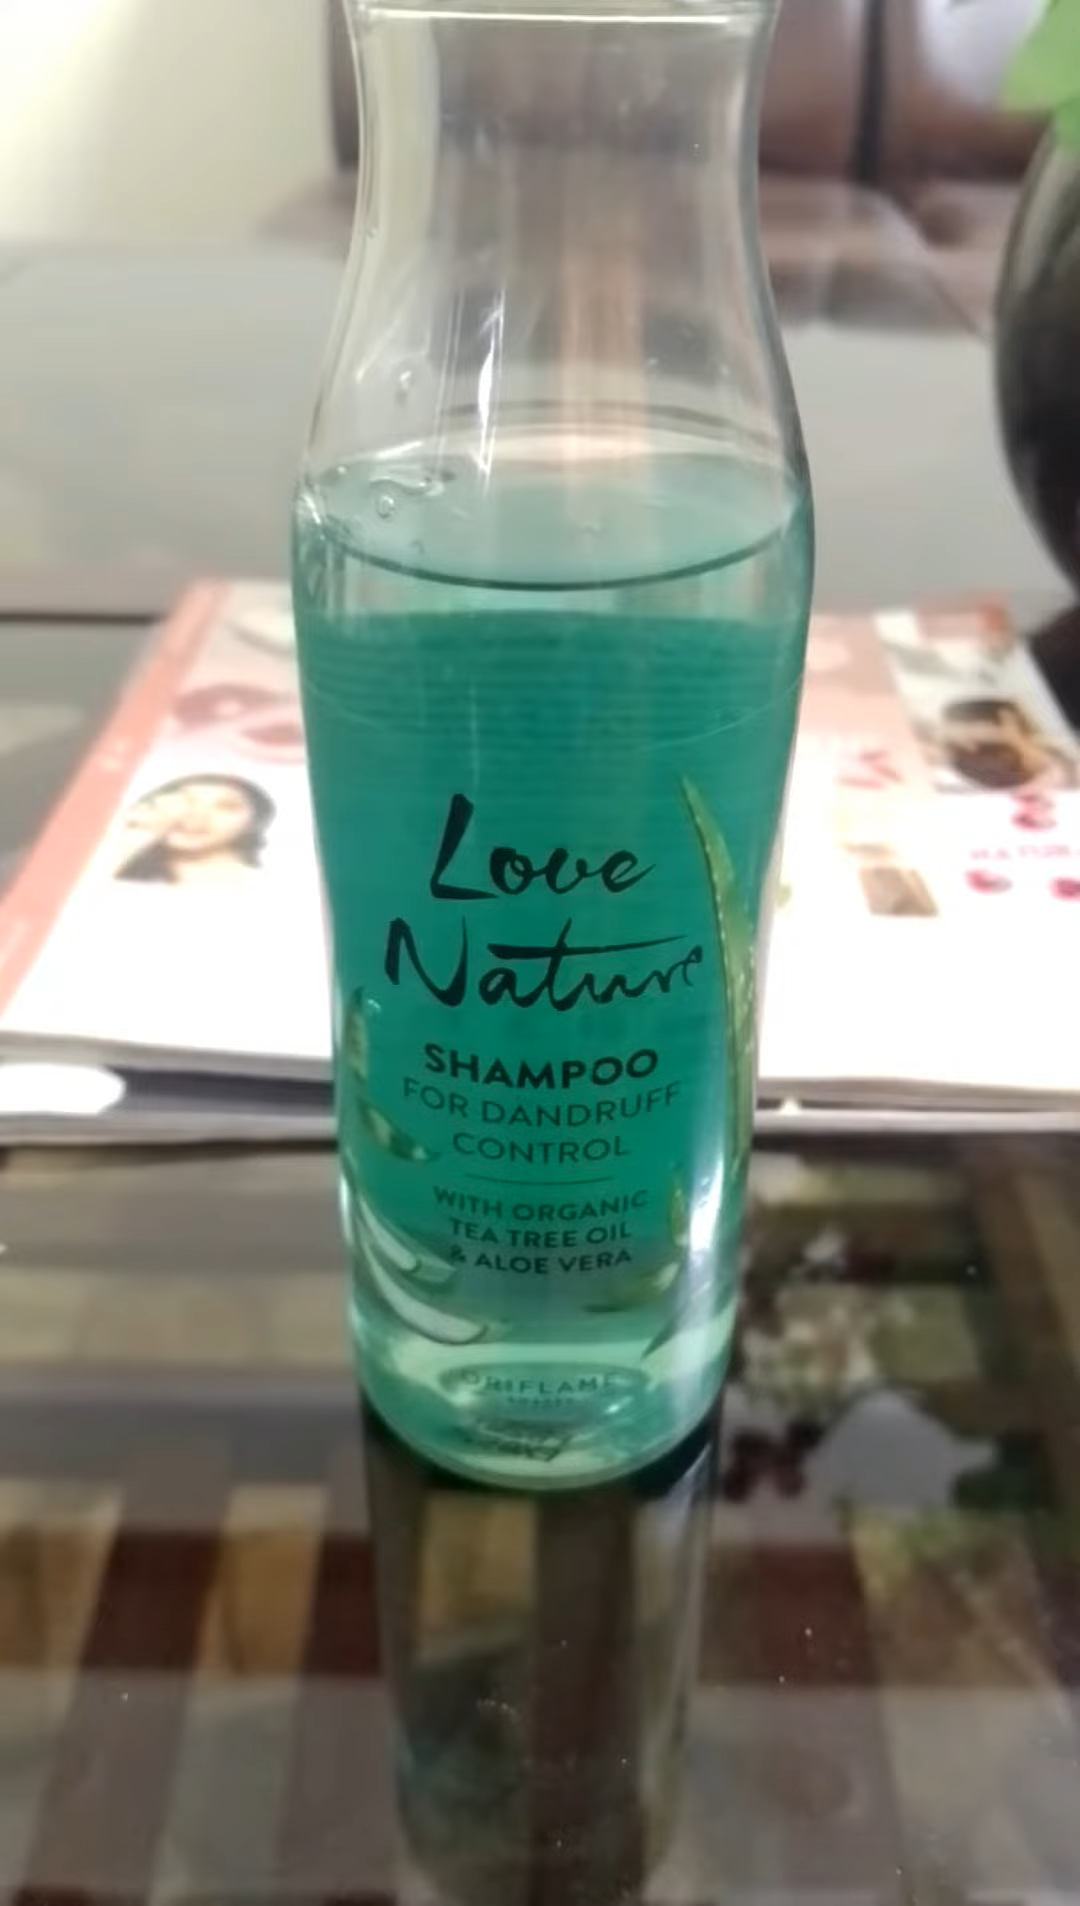 Love
Nature
SHAMPOO
FOR DANDRUFF
CONTROL
WITH ORGANIC
TEA TREE OIL
& ALOE VERA
ORIFLAME